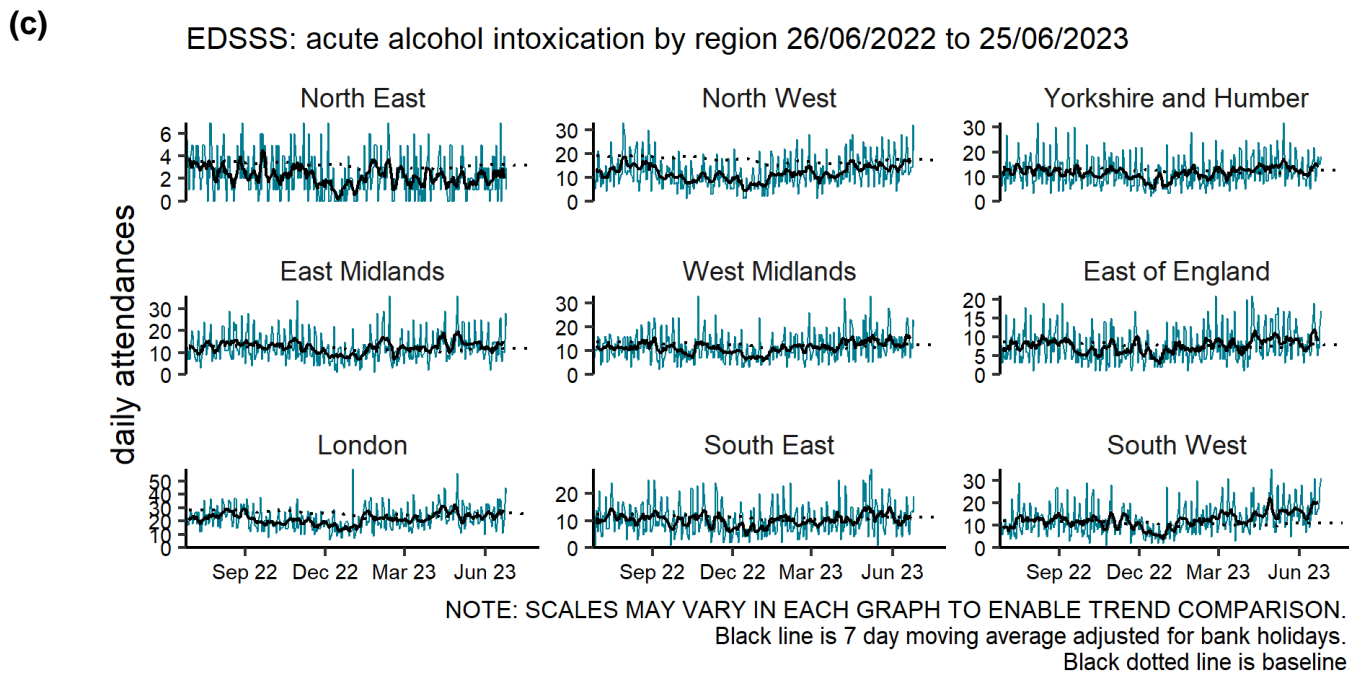 (c)
EDSSS: acute alcohol intoxication by region 26/06/2022 to 25/06/2023
daily attendances
North East
6
4
2
0
North West
30
20
10
0
Yorkshire and Humber
30
20
10
0
East Midlands
30
20
10
0
West Midlands
30
20
10
0
East of England
20
15
10
5
0
London
50
40
30
20
10
0
Sep 22 Dec 22 Mar 23 Jun 23
South East
20
10
0
Sep 22 Dec 22 Mar 23 Jun 23
South West
30
20
10
0
Sep 22 Dec 22 Mar 23 Jun 23
NOTE: SCALES MAY VARY IN EACH GRAPH TO ENABLE TREND COMPARISON.
Black line is 7 day moving average adjusted for bank holidays.
Black dotted line is baseline